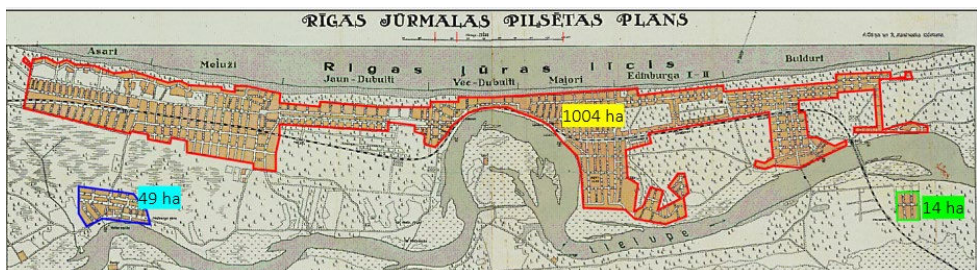 RĪGAS JŪRMALAS PILSĒTAS PLANS
Asari
Meluži
Rīgas jūras līcis
Jaun-Dubulti
Vec-Dubulti
Majori
Edinburga I-II
Bulduri
1004 ha
49 ha
14 ha
Lielupe